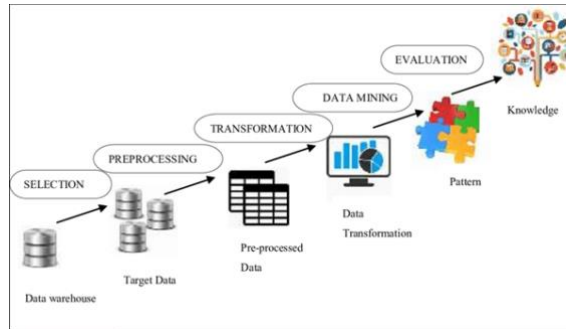 EVALUATION
Knowledge
DATA MINING
Pattern
TRANSFORMATION
Data
Transformation
PREPROCESSING
Pre-processed
Data
SELECTION
Target Data
Data warehouse